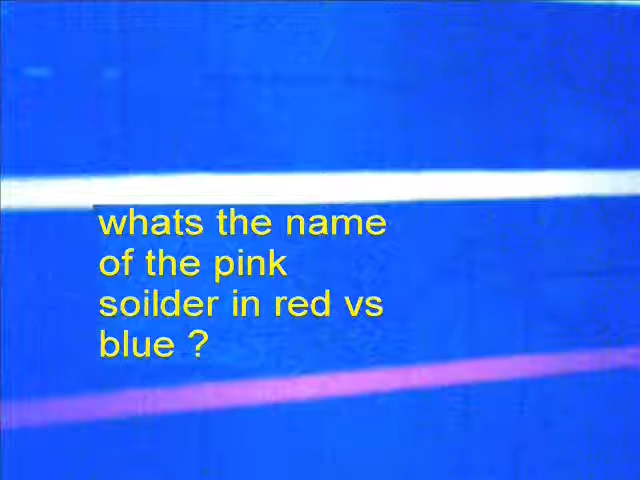 whats the name
of the pink
soilder in red vs
blue ?